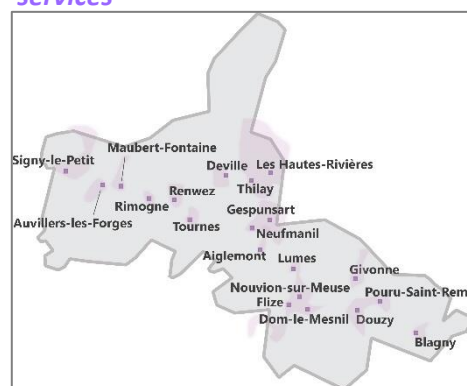 services
Maubert-Fontaine
Signy-le-Petit
Deville
Les Hautes-Rivières
Renwez
Thilay
Rimogne
Auvillers-les-Forges
Tournes
Gespunsart
Neufmanil
Aiglemont
Lumes
Givonne
Nouvion-sur-Meuse
Pouru-Saint-Rem
Flize
Dom-le-Mesnil
Douzy
Blagny